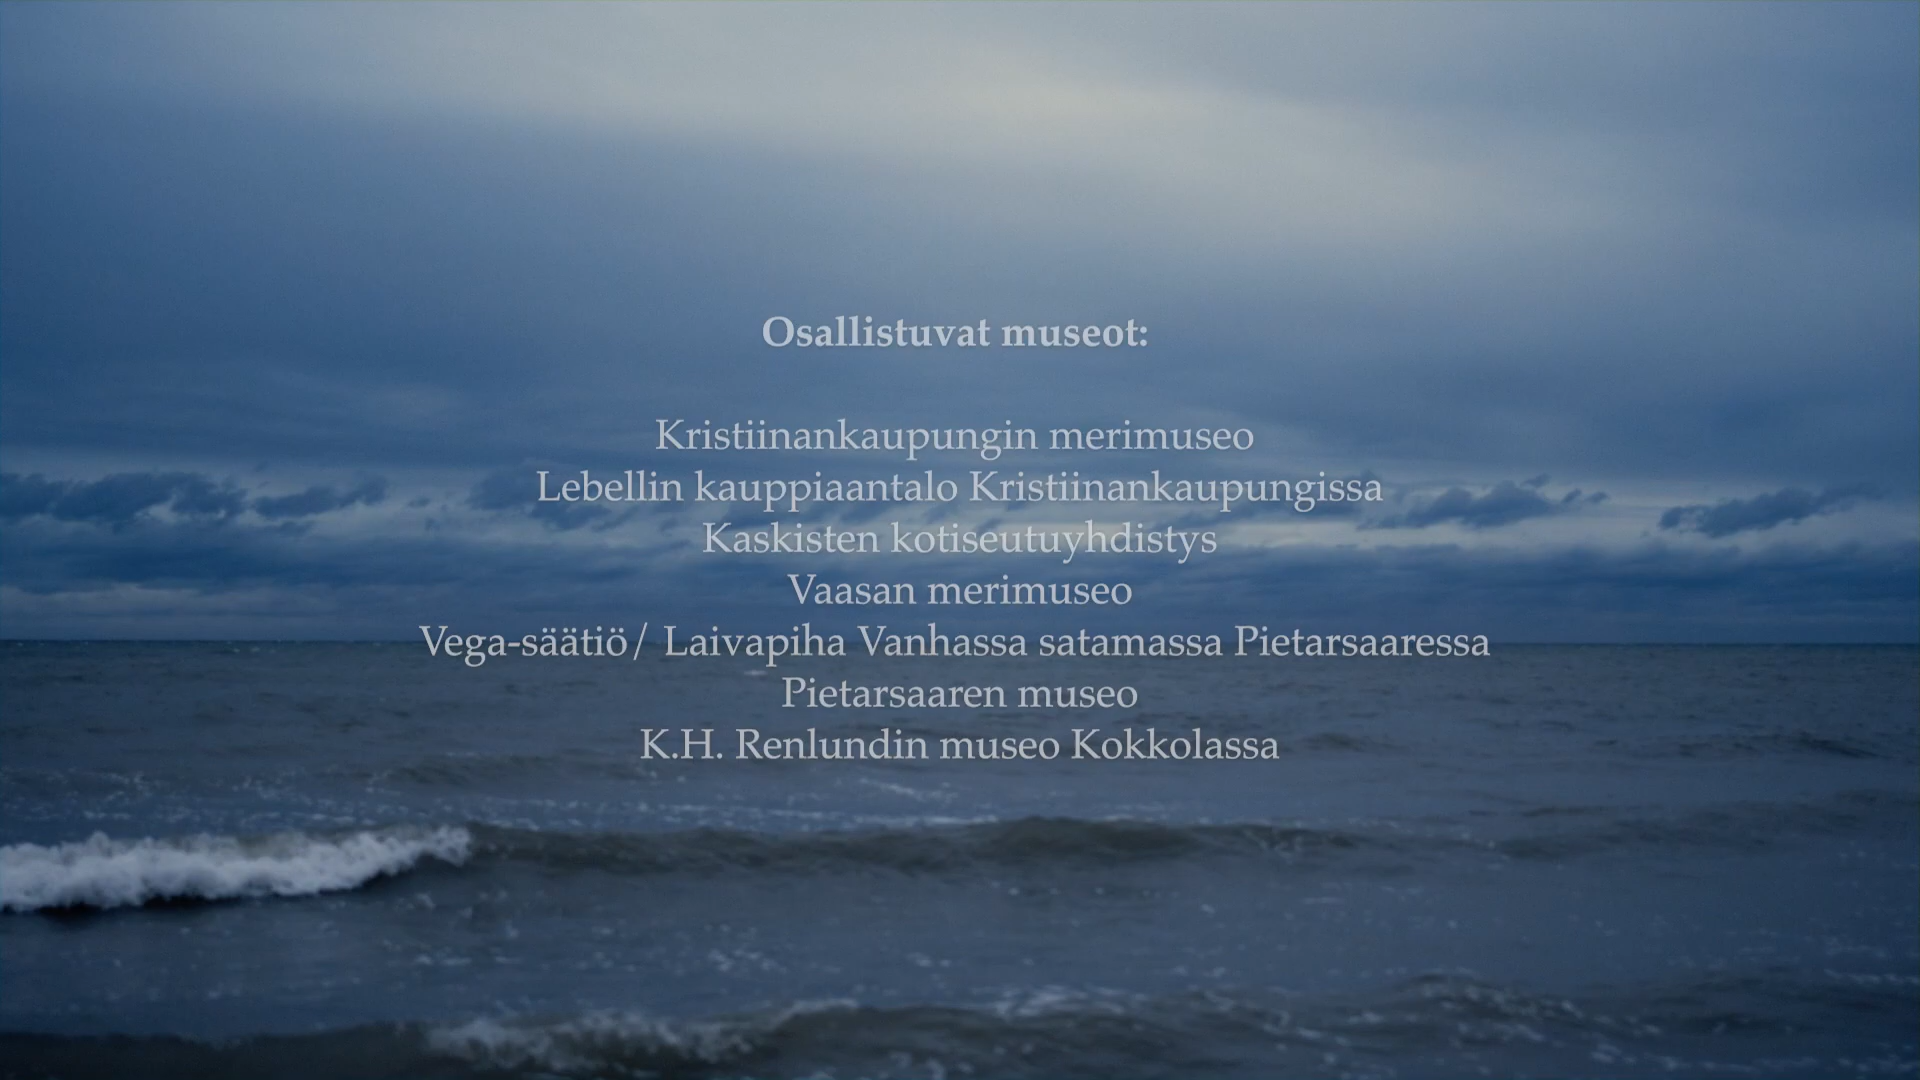 Osallistuvat museot:
Kristiinankaupungin merimuseo
Lebellin kauppiaantalo Kristiinankaupungissa
Kaskisten kotiseutuyhdistys
Vaasan merimuseo
Vega-säätiö/ Laivapiha Vanhassa satamassa Pietarsaaressa
Pietarsaaren museo
K.H. Renlundin museo Kokkolassa